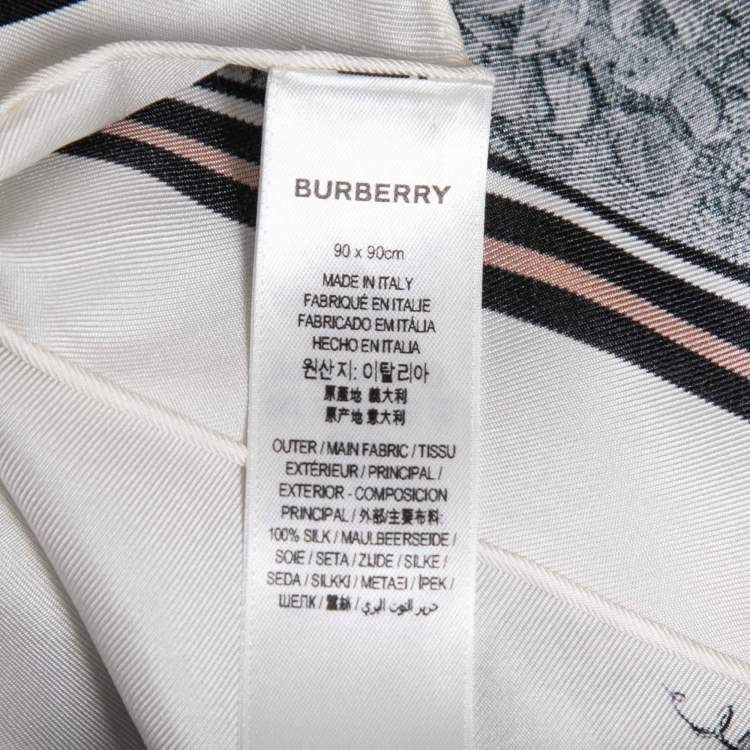 BURBERRY
90 x 90cm
MADE IN ITALY
FABRIQUÉ EN ITALIE
FABRICADO EM ITÁLIA
HECHO EN ITALIA
원산지: 이탈리아
原產地 義大利
原产地 意大利
OUTER / MAIN FABRIC / TISSU
EXTÉRIEUR / PRINCIPAL /
EXTERIOR - COMPOSICION
PRINCIPAL / 外部/主要布料:
100% SILK / MAULBEERSEIDE /
SOIE / SETA / ZIJDE / SILKE /
SEDA / SILKKI / ΜΕΤΑΞΙ / İPEK /
ШЕЛК / 蠶絲 / حرير التوت البري /